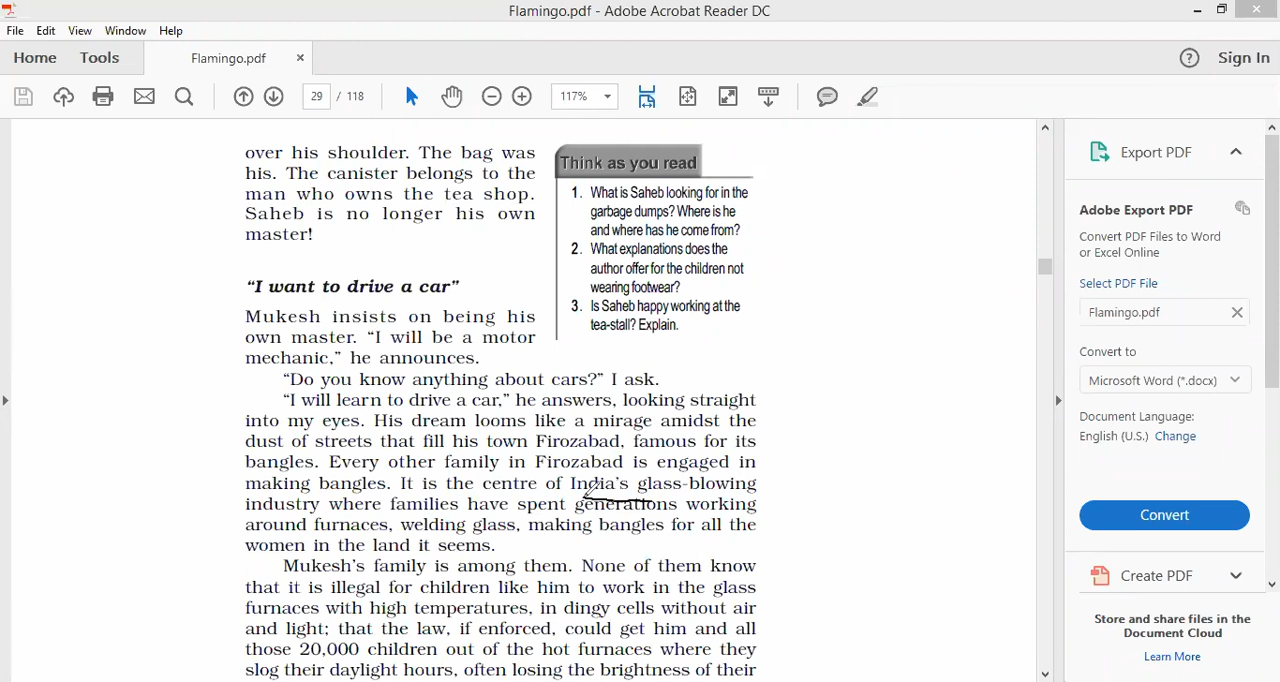 Flamingo.pdf - Adobe Acrobat Reader DC
File Edit View Window Help
Home Tools Flamingo.pdf × ? Sign In
29 / 118 117%
over his shoulder. The bag was
his. The canister belongs to the
man who owns the tea shop.
Saheb is no longer his own
master!
Think as you read
1. What is Saheb looking for in the
garbage dumps? Where is he
and where has he come from?
2. What explanations does the
author offer for the children not
wearing footwear?
3. Is Saheb happy working at the
tea-stall? Explain.
“I want to drive a car”
Mukesh insists on being his
own master. “I will be a motor
mechanic,” he announces.
“Do you know anything about cars?” I ask.
“I will learn to drive a car,” he answers, looking straight
into my eyes. His dream looms like a mirage amidst the
dust of streets that fill his town Firozabad, famous for its
bangles. Every other family in Firozabad is engaged in
making bangles. It is the centre of India’s glass-blowing
industry where families have spent generations working
around furnaces, welding glass, making bangles for all the
women in the land it seems.
Mukesh’s family is among them. None of them know
that it is illegal for children like him to work in the glass
furnaces with high temperatures, in dingy cells without air
and light; that the law, if enforced, could get him and all
those 20,000 children out of the hot furnaces where they
slog their daylight hours, often losing the brightness of their
Export PDF
Adobe Export PDF
Convert PDF Files to Word
or Excel Online
Select PDF File
Flamingo.pdf
Convert to
Microsoft Word (*.docx)
Document Language:
English (U.S.) Change
Convert
Create PDF
Store and share files in the
Document Cloud
Learn More